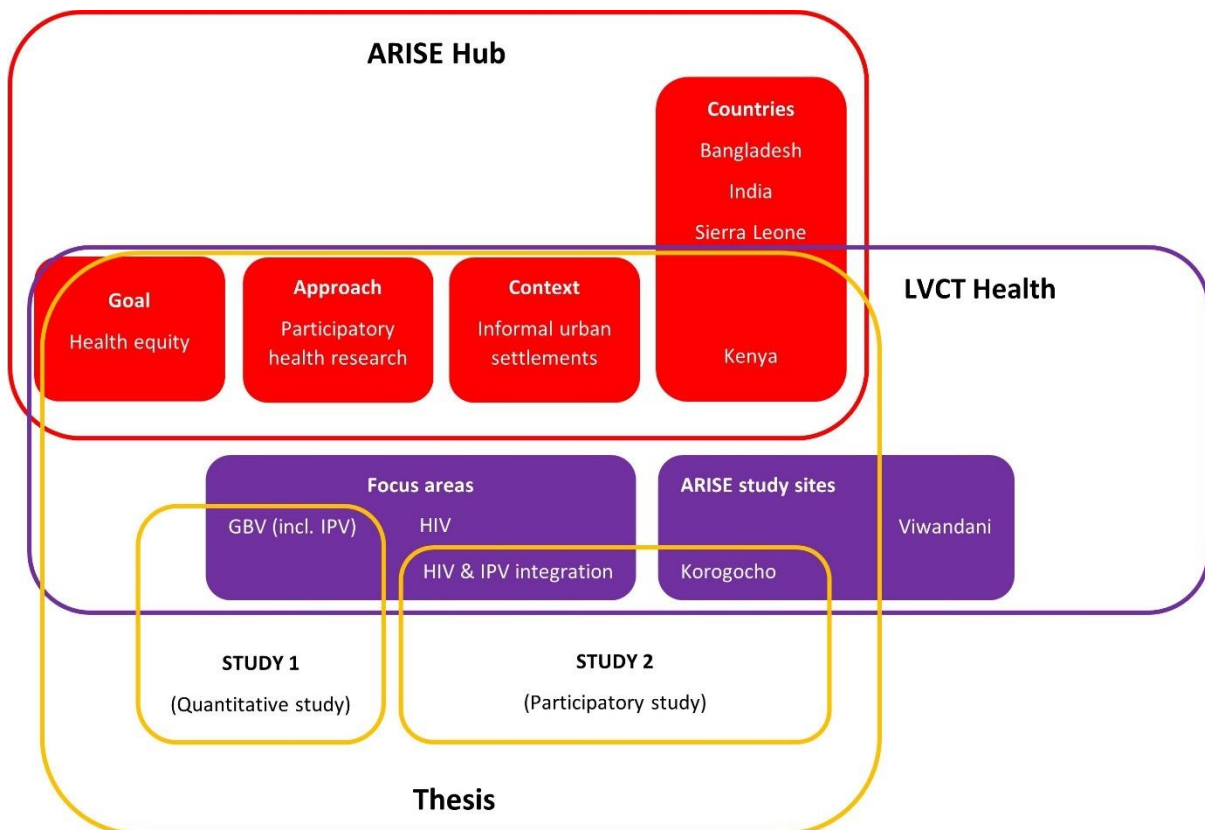 ARISE Hub
Countries
Bangladesh
India
Sierra Leone
Kenya
LVCT Health
Goal
Health equity
Approach
Participatory
health research
Context
Informal urban
settlements
Focus areas
GBV (incl. IPV)
HIV
HIV & IPV integration
ARISE study sites
Viwandani
Korogocho
STUDY 1
(Quantitative study)
STUDY 2
(Participatory study)
Thesis